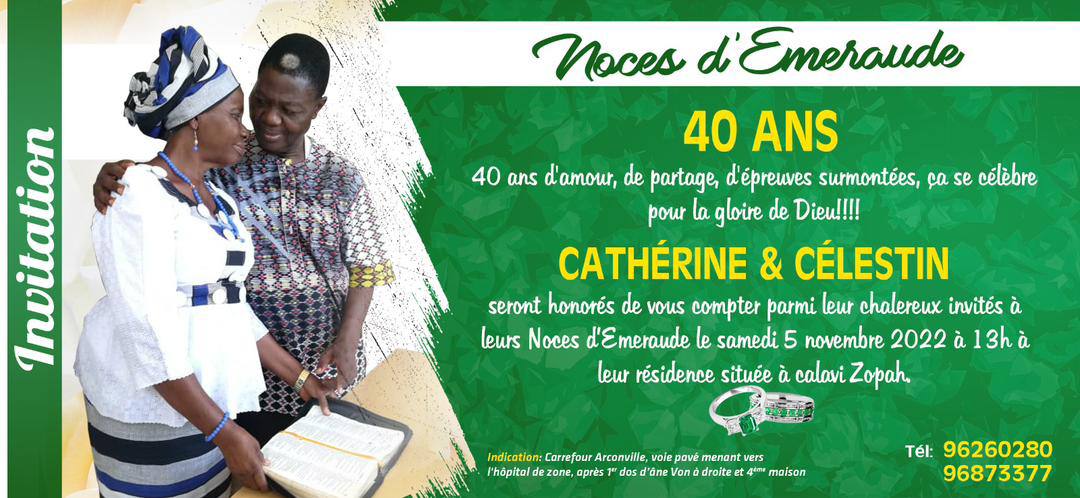 Invitation
Noces d'Emeraude
40 ANS
40 ans d'amour, de partage, d'épreuves surmontées, ça se célèbre
pour la gloire de Dieu!!!!
CATHÉRINE & CÉLESTIN
seront honorés de vous compter parmi leur chalereux invités à
leurs Noces d'Emeraude le samedi 5 novembre 2022 à 13h à
leur résidence située à calavi Zopah.
Indication: Carrefour Arconville, voie pavé menant vers
l'hôpital de zone, après 1er dos d'âne Von à droite et 4ème maison
Tél: 96260280
96873377